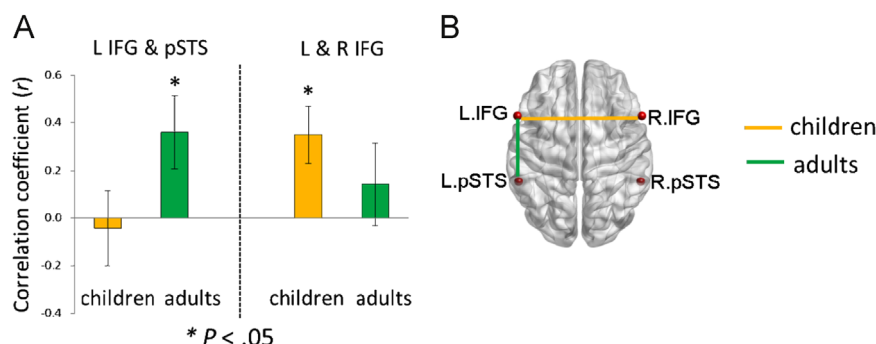 A
L IFG & pSTS
L & R IFG
Correlation coefficient (r)
0.6
0.4
0.2
0.0
-0.2
-0.4
*
*
children adults
children adults
* P < .05
B
L.IFG
R.IFG
L.pSTS
R.pSTS
children
adults